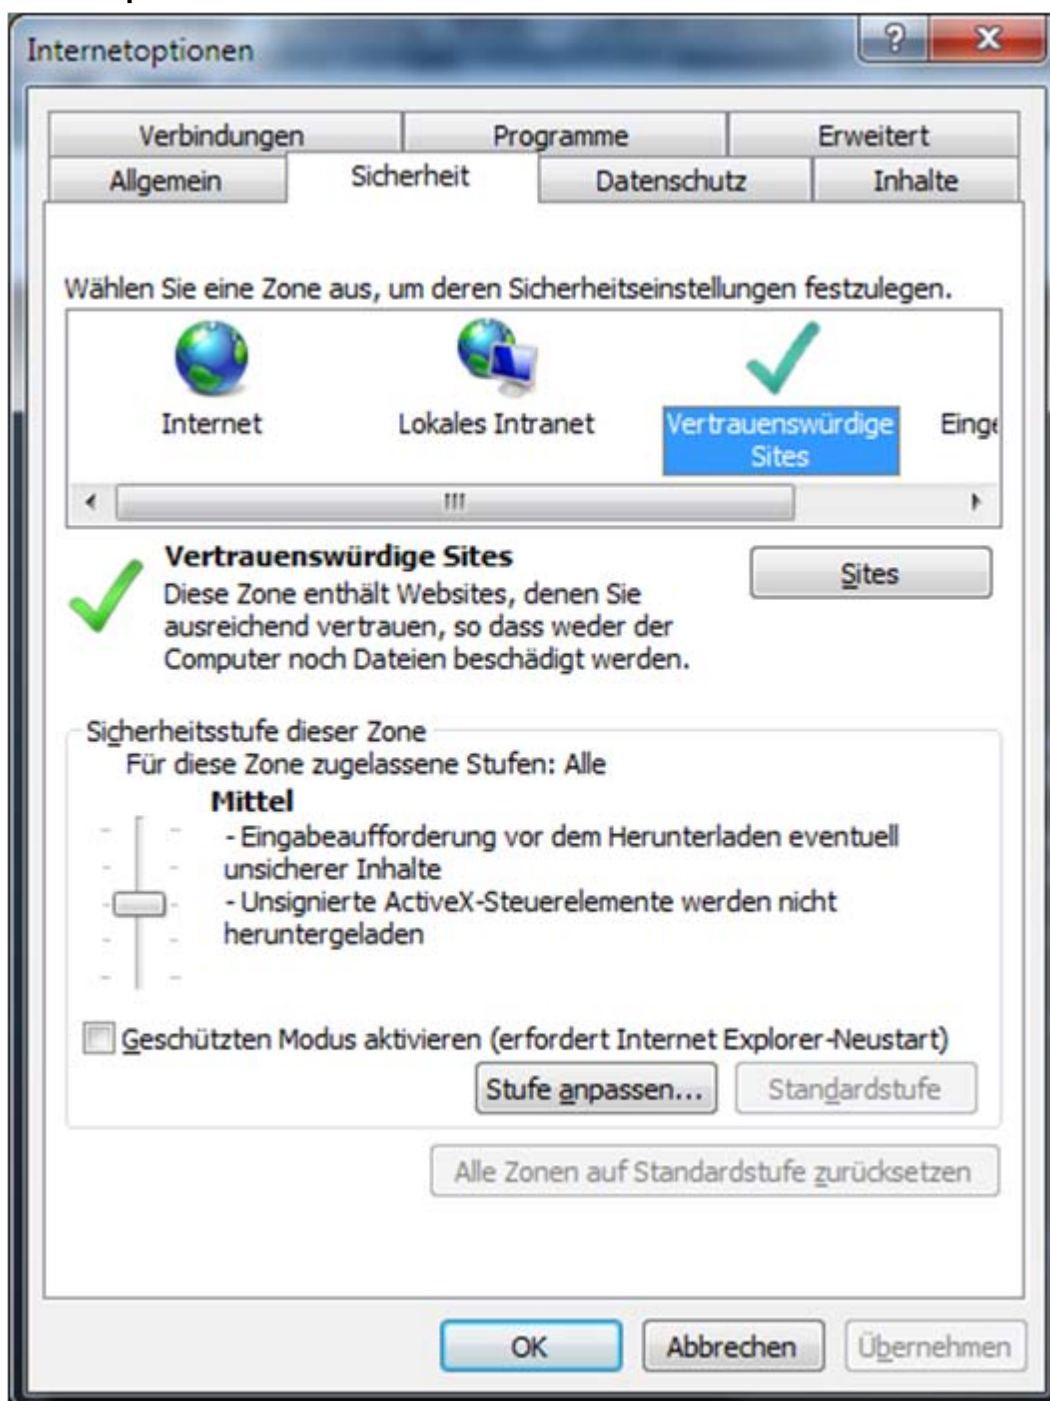 Internetoptionen
Verbindungen Programme Erweitert
Allgemein Sicherheit Datenschutz Inhalte
Wählen Sie eine Zone aus, um deren Sicherheitseinstellungen festzulegen.
Internet Lokales Intranet Vertrauenswürdige
Sites
Vertrauenswürdige Sites
Sites
Diese Zone enthält Websites, denen Sie
ausreichend vertrauen, so dass weder der
Computer noch Dateien beschädigt werden.
Sicherheitsstufe dieser Zone
Für diese Zone zugelassene Stufen: Alle
Mittel
- Eingabeaufforderung vor dem Herunterladen eventuell
unsicherer Inhalte
- Unsignierte ActiveX-Steuerelemente werden nicht
heruntergeladen
Geschützten Modus aktivieren (erfordert Internet Explorer-Neustart)
Stufe anpassen... Standardstufe
Alle Zonen auf Standardstufe zurücksetzen
OK Abbrechen Übernehmen